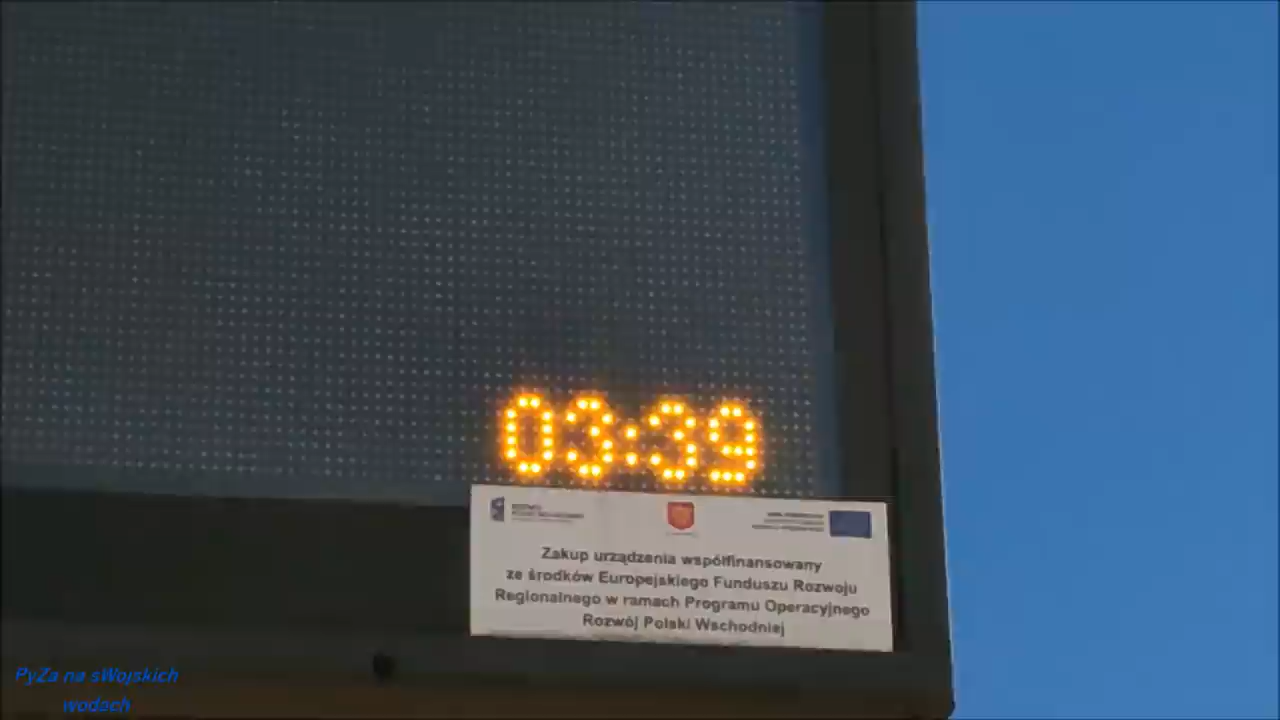 03:39
Zakup urządzenia współfinansowany
ze środków Europejskiego Funduszu Rozwoju
Regionalnego w ramach Programu Operacyjnego
Rozwój Polski Wschodniej
PyZa na sWojskich
wodach